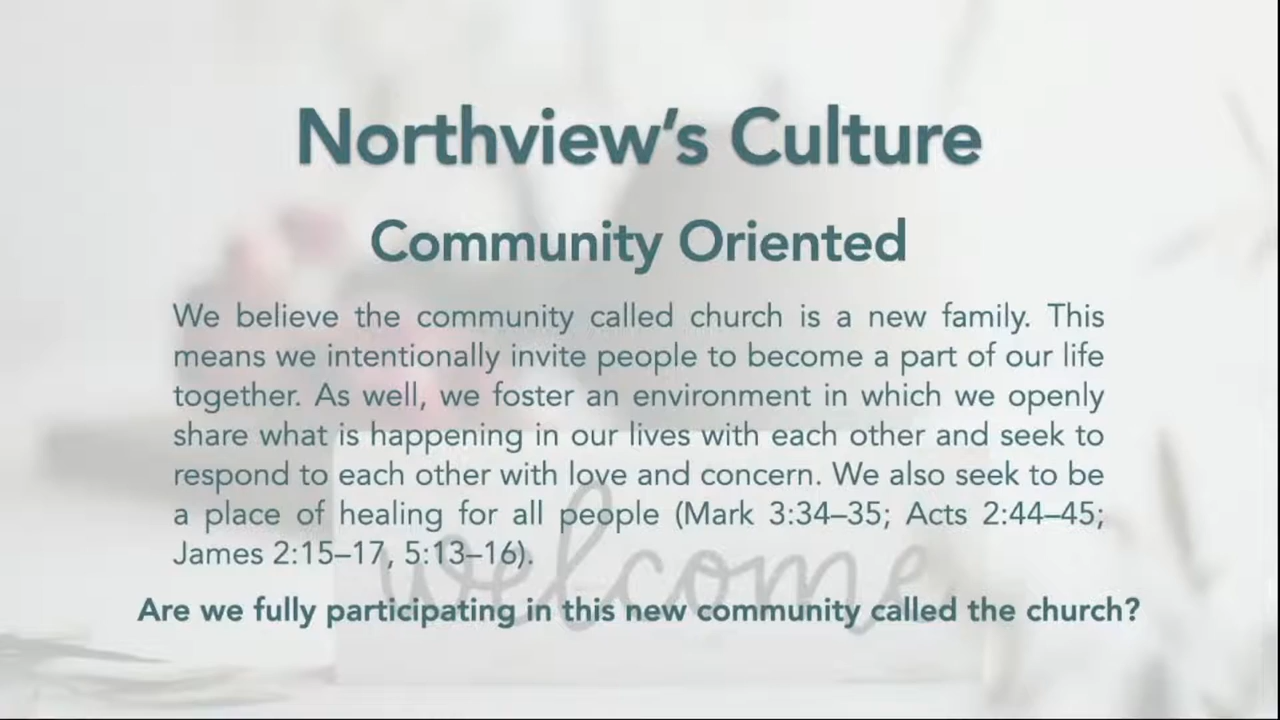 Northview’s Culture
Community Oriented
We believe the community called church is a new family. This
means we intentionally invite people to become a part of our life
together. As well, we foster an environment in which we openly
share what is happening in our lives with each other and seek to
respond to each other with love and concern. We also seek to be
a place of healing for all people (Mark 3:34–35; Acts 2:44–45;
James 2:15–17, 5:13–16).
welcome
Are we fully participating in this new community called the church?